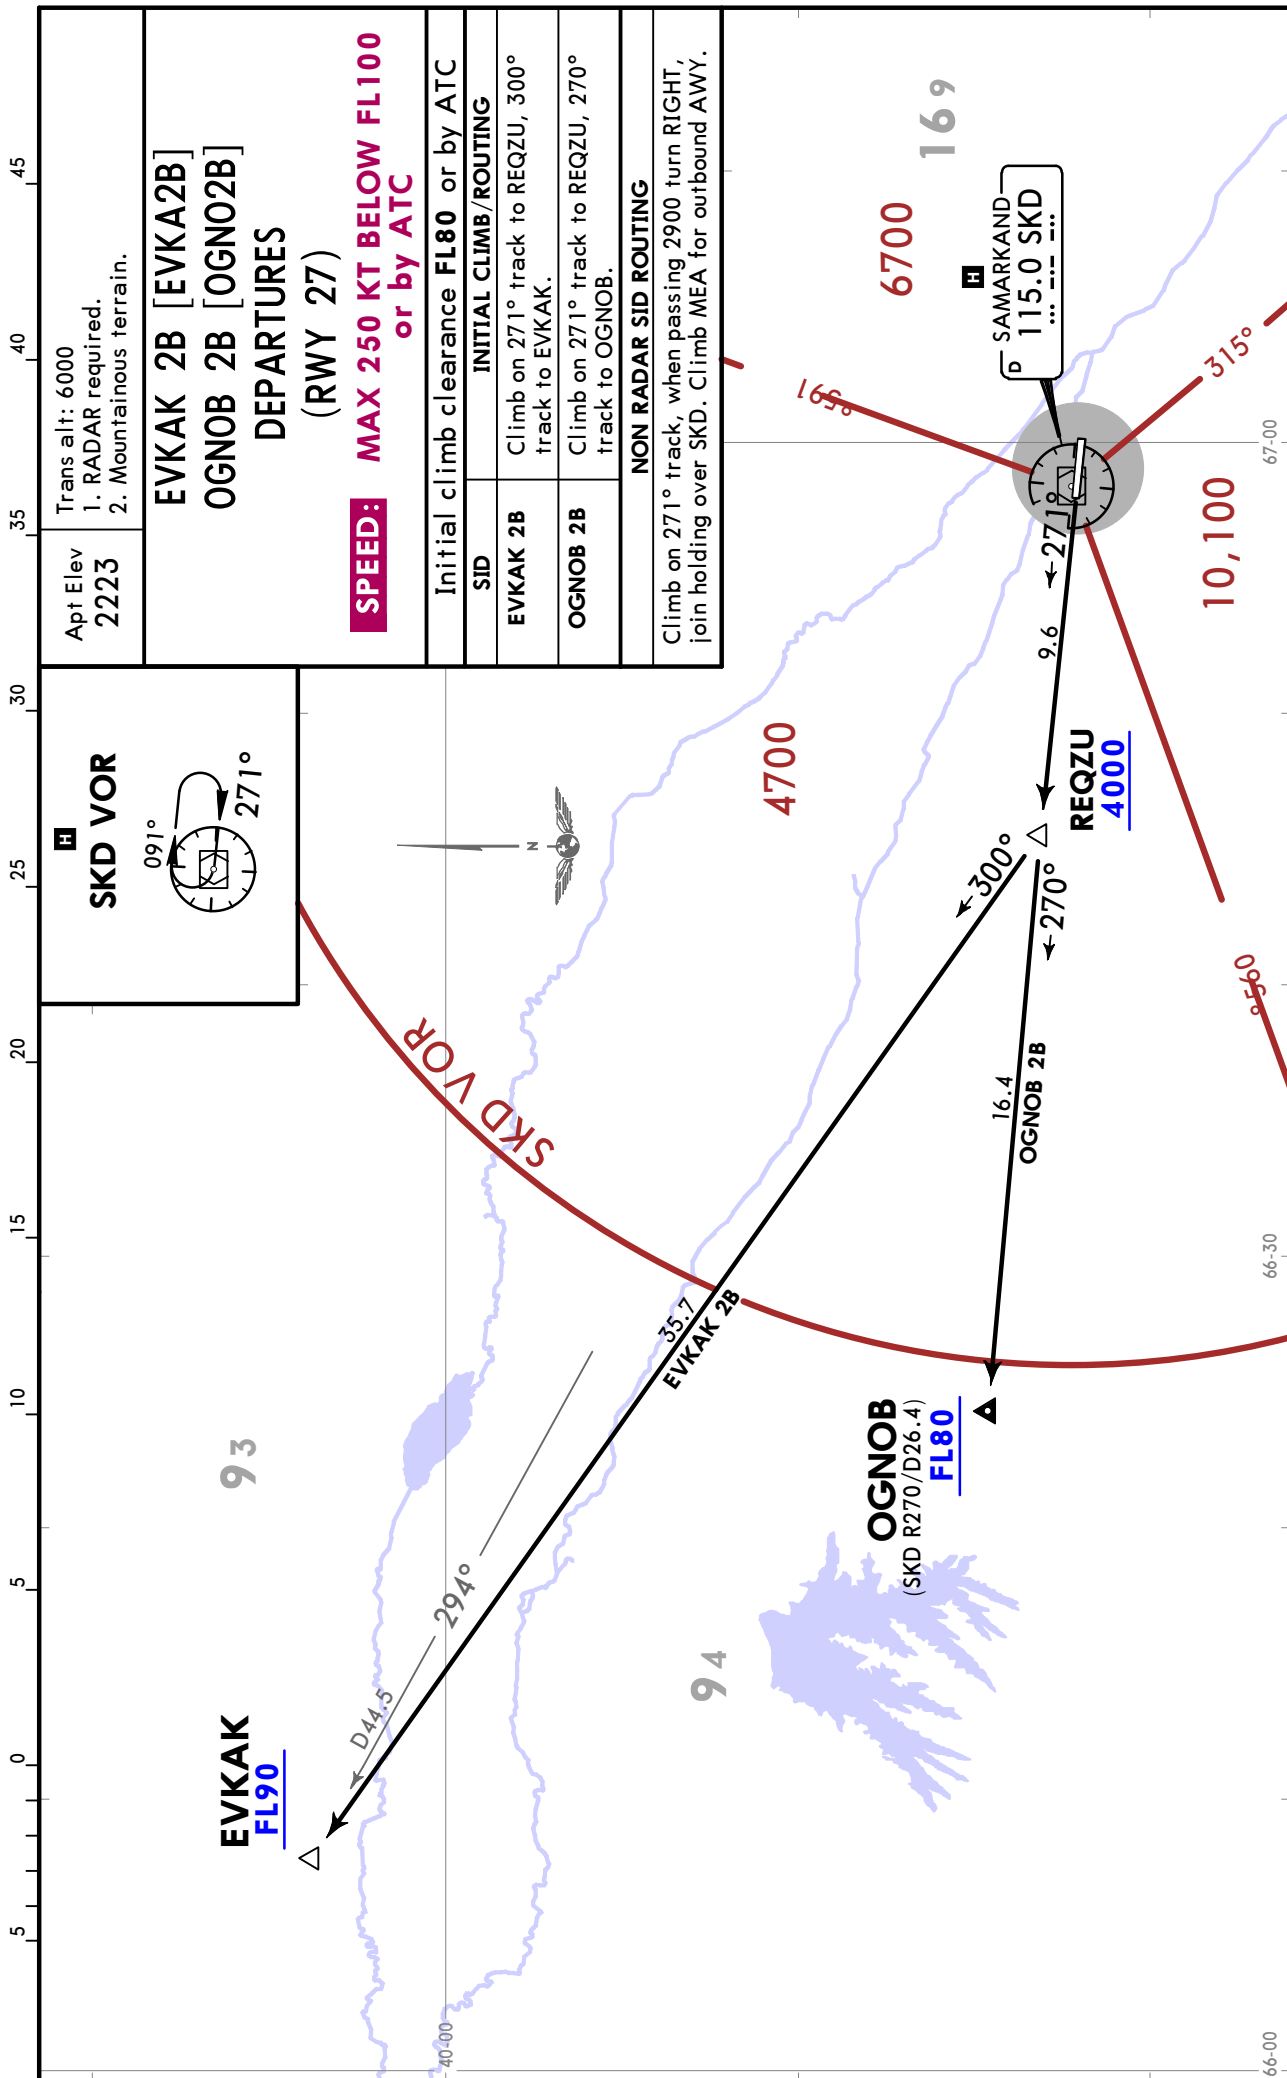 Apt Elev
2223
Trans alt: 6000
1. RADAR required.
2. Mountainous terrain.
EVKAK 2B [EVKA2B]
OGNOB 2B [OGNO2B]
DEPARTURES
(RWY 27)
SPEED: MAX 250 KT BELOW FL100
or by ATC
Initial climb clearance FL80 or by ATC
SID INITIAL CLIMB/ROUTING
EVKAK 2B Climb on 271° track to REQZU, 300°
track to EVKAK.
OGNOB 2B Climb on 271° track to REQZU, 270°
track to OGNOB.
NON RADAR SID ROUTING
Climb on 271° track, when passing 2900 turn RIGHT,
join holding over SKD. Climb MEA for outbound AWY.
H
SKD VOR
091°
271°
5 0 5 10 15 20 25 30 35 40 45
N
EVKAK
FL90
D44.5
294°
93
94
169
35.7
EVKAK 2B
SKD VOR
4700
6700
10,100
165°
315°
095°
H
SAMARKAND
D 115.0 SKD
271°
9.6
REQZU
4000
300°
270°
16.4
OGNOB 2B
OGNOB
(SKD R270/D26.4)
FL80
40-00
66-00
66-30
67-00